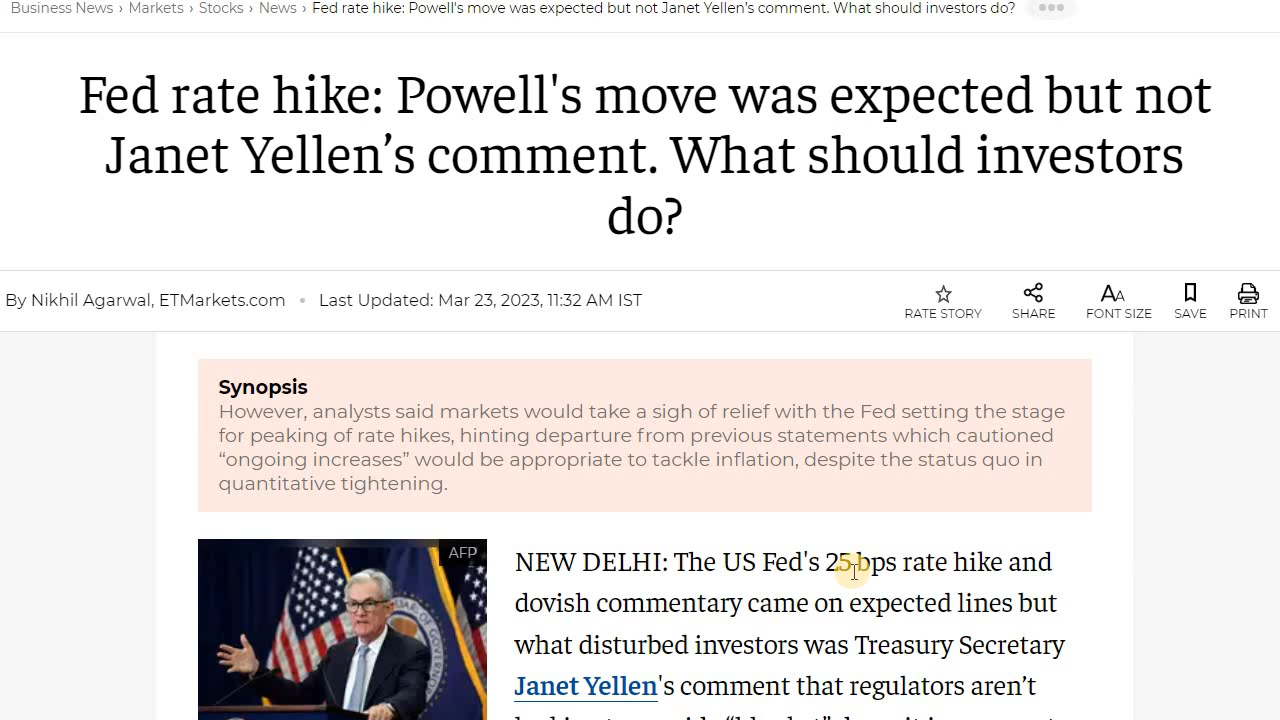 Business News › Markets › Stocks › News › Fed rate hike: Powell's move was expected but not Janet Yellen's comment. What should investors do?
Fed rate hike: Powell's move was expected but not
Janet Yellen’s comment. What should investors
do?
By Nikhil Agarwal, ETMarkets.com • Last Updated: Mar 23, 2023, 11:32 AM IST
RATE STORY SHARE FONT SIZE SAVE PRINT
Synopsis
However, analysts said markets would take a sigh of relief with the Fed setting the stage
for peaking of rate hikes, hinting departure from previous statements which cautioned
“ongoing increases” would be appropriate to tackle inflation, despite the status quo in
quantitative tightening.
AFP
NEW DELHI: The US Fed's 25 bps rate hike and
dovish commentary came on expected lines but
what disturbed investors was Treasury Secretary
Janet Yellen's comment that regulators aren’t